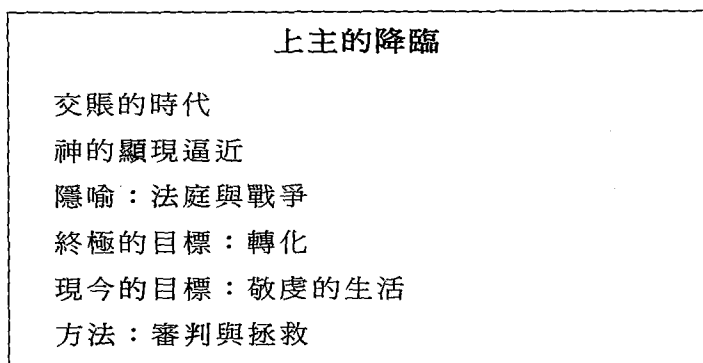 上主的降臨
交賬的時代
神的顯現逼近
隱喻：法庭與戰爭
終極的目標：轉化
現今的目標：敬虔的生活
方法：審判與拯救